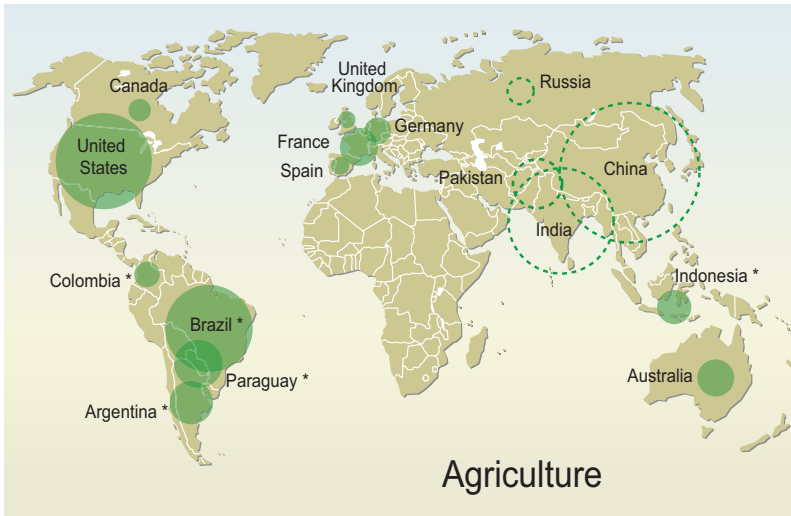 Canada
United
Kingdom
Russia
United
States
France
Germany
Spain
Pakistan
China
India
Colombia *
Indonesia *
Brazil *
Paraguay *
Australia
Argentina *
Agriculture